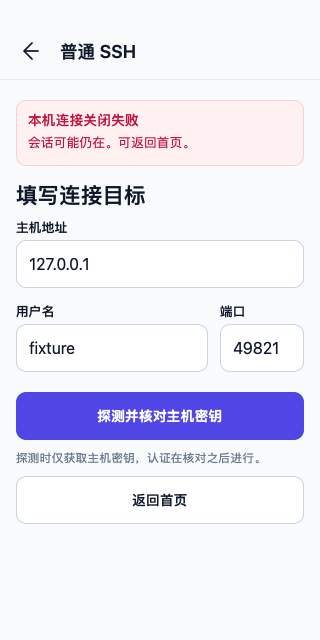 普通 SSH
本机连接关闭失败
会话可能仍在。可返回首页。
填写连接目标
主机地址
127.0.0.1
用户名 端口
fixture 49821
探测并核对主机密钥
探测时仅获取主机密钥，认证在核对之后进行。
返回首页